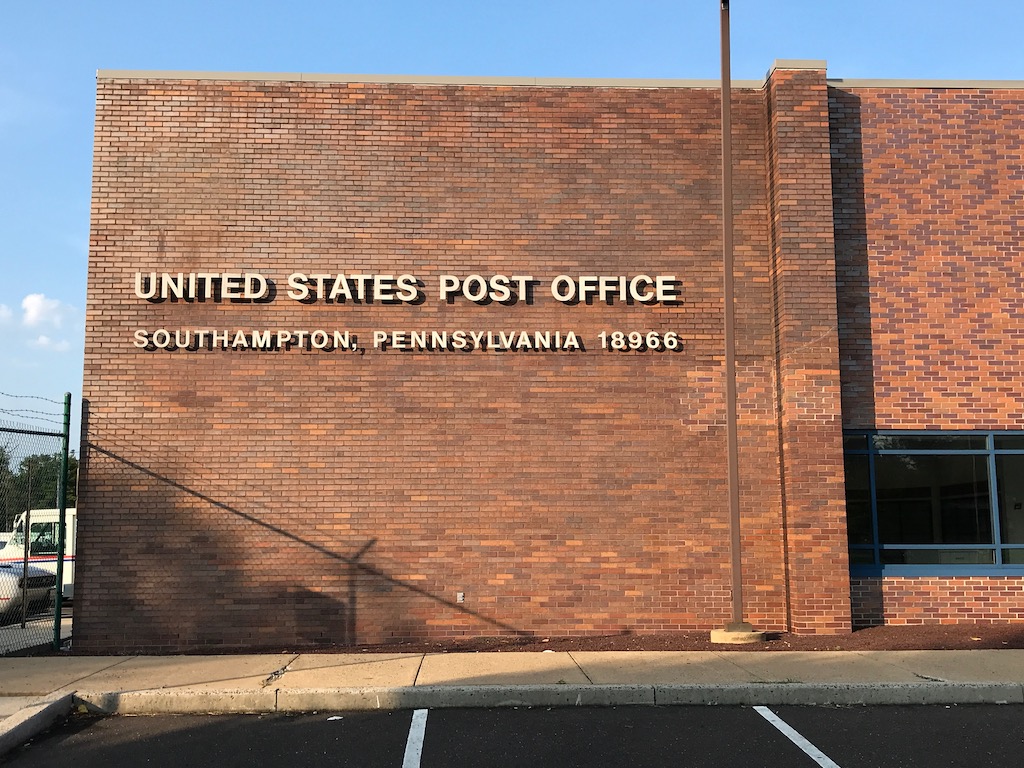 UNITED STATES POST OFFICE
SOUTHAMPTON, PENNSYLVANIA 18966